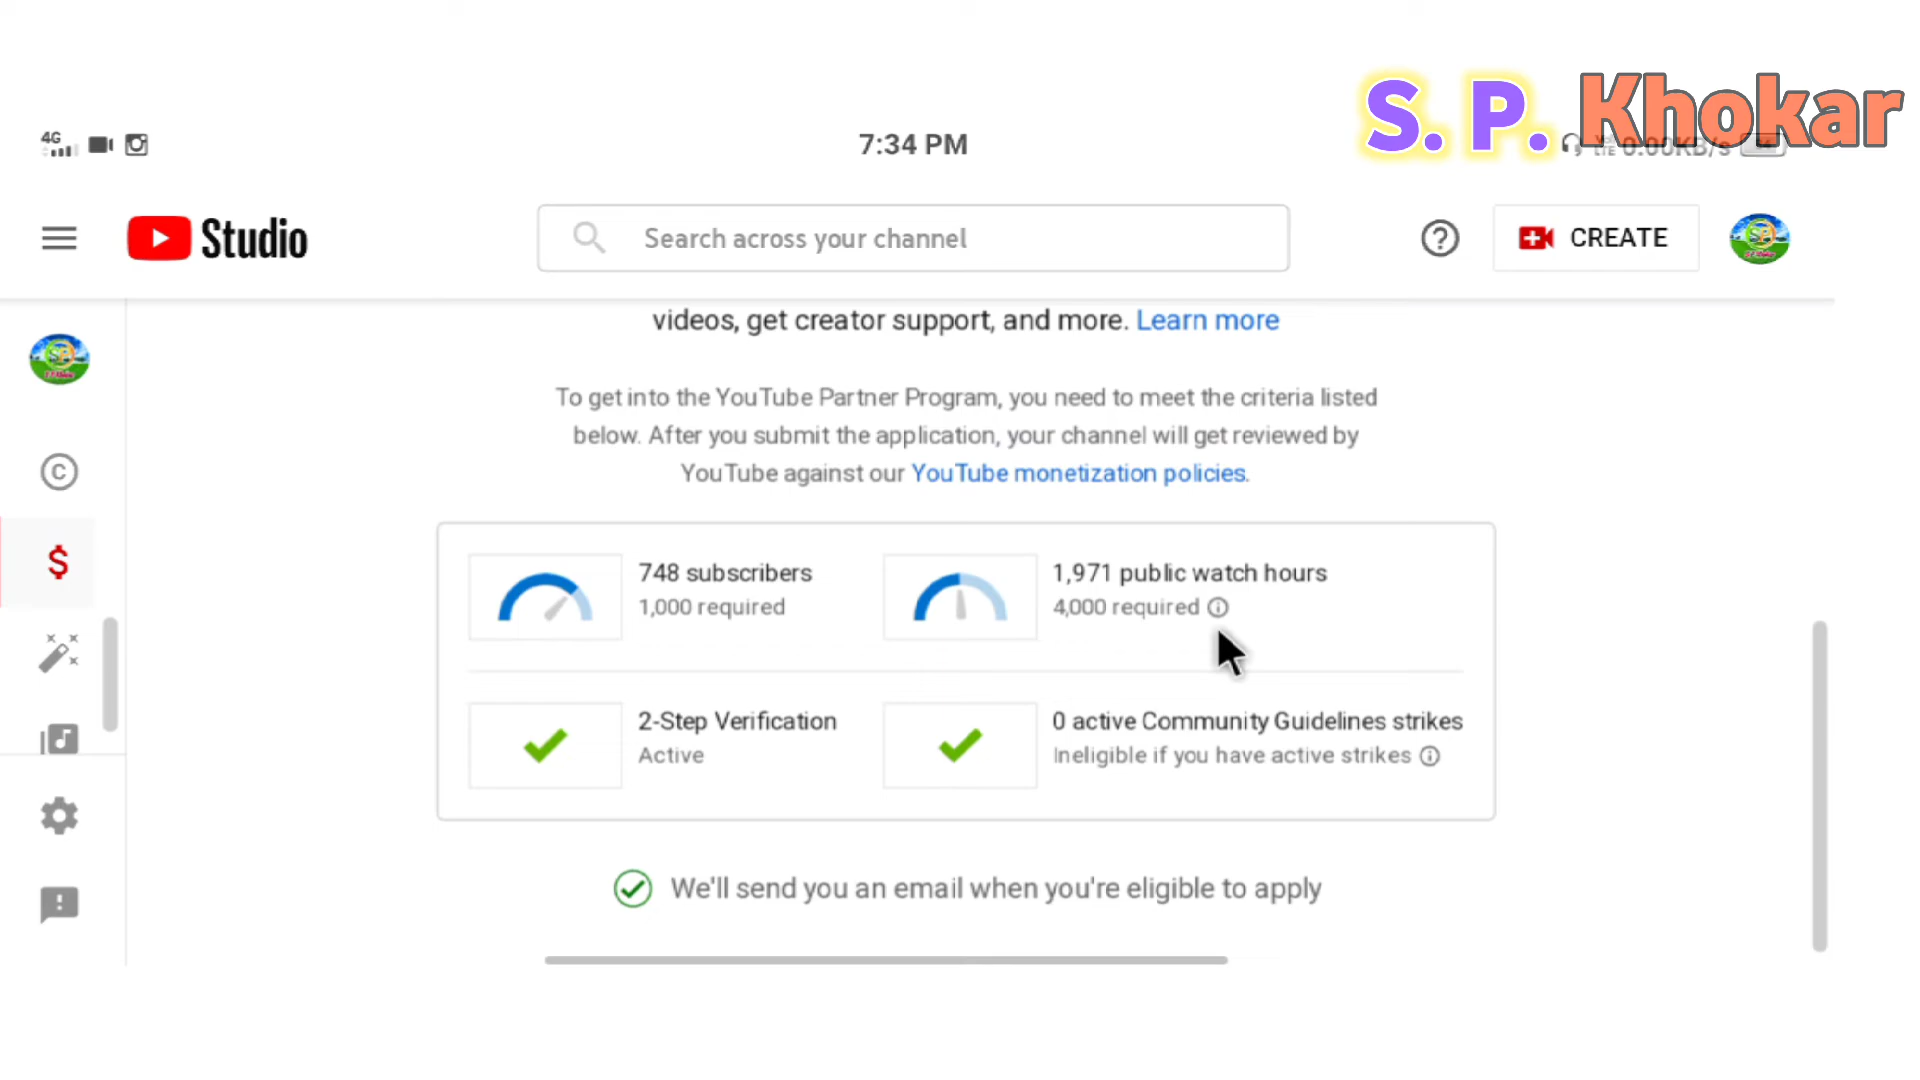 S. P. Khokar
4G 7:34 PM 0.00KB/s
Studio
Search across your channel
CREATE
videos, get creator support, and more. Learn more
To get into the YouTube Partner Program, you need to meet the criteria listed
below. After you submit the application, your channel will get reviewed by
YouTube against our YouTube monetization policies.
748 subscribers
1,000 required
1,971 public watch hours
4,000 required
2-Step Verification
Active
0 active Community Guidelines strikes
Ineligible if you have active strikes
We'll send you an email when you're eligible to apply